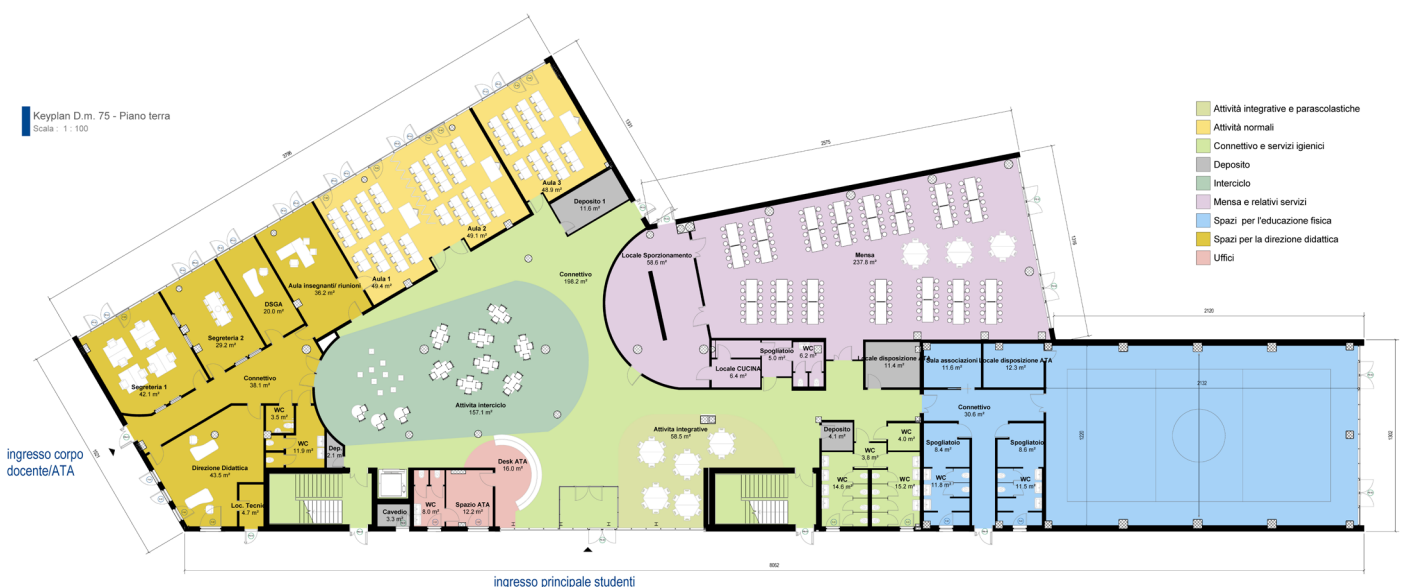 Keyplan D.m. 75 - Piano terra
Scala : 1 : 100
Attività integrative e parascolastiche
Attività normali
Connettivo e servizi igienici
Deposito
Interciclo
Mensa e relativi servizi
Spazi per l'educazione fisica
Spazi per la direzione didattica
Uffici
2795
1332
2575
1316
2120
Aula 3
48.9 m²
Deposito 1
11.6 m²
Aula 2
49.1 m²
Aula 1
49.4 m²
Aula insegnanti/ riunioni
36.2 m²
DSGA
20.0 m²
Segreteria 2
29.2 m²
Segreteria 1
42.1 m²
Connettivo
38.1 m²
Connettivo
198.2 m²
Locale Sporzionamento
58.6 m²
Mensa
237.8 m²
Spogliatoio
5.0 m²
WC
6.2 m²
Locale CUCINA
6.4 m²
Locale disposizione ATA
11.4 m²
Sala associazioni
11.6 m²
Locale disposizione ATA
12.3 m²
2132
1220
1302
Connettivo
30.6 m²
Attivita interciclo
157.1 m²
Attività integrative
58.5 m²
WC
3.5 m²
WC
11.9 m²
Dep.
2.1 m²
Direzione Didattica
43.5 m²
Loc. Tecnico
4.7 m²
Desk ATA
16.0 m²
Spazio ATA
12.2 m²
WC
8.0 m²
Cavedio
3.3 m²
Deposito
4.1 m²
WC
4.0 m²
WC
3.8 m²
14.6 m²
15.2 m²
Spogliatoio
8.4 m²
Spogliatoio
8.6 m²
WC
11.8 m²
WC
11.5 m²
ingresso corpo
docente/ATA
ingresso principale studenti